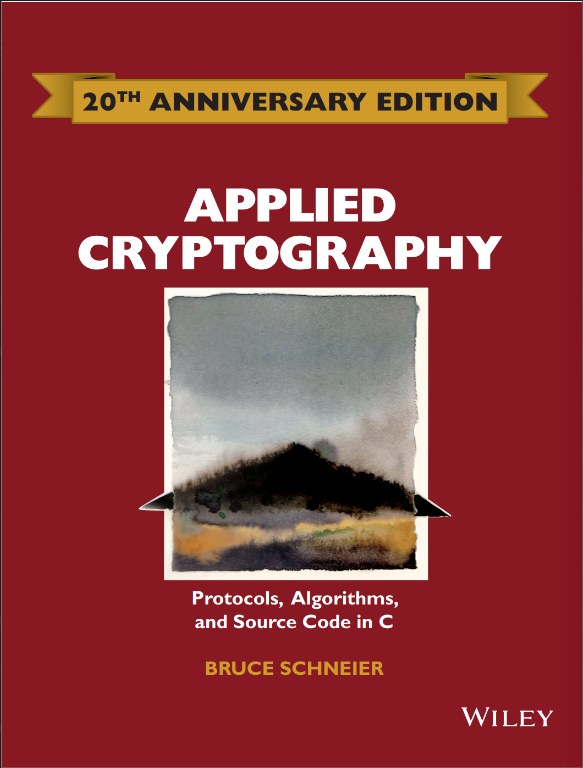 20TH ANNIVERSARY EDITION
APPLIED
CRYPTOGRAPHY
Protocols, Algorithms,
and Source Code in C
BRUCE SCHNEIER
WILEY